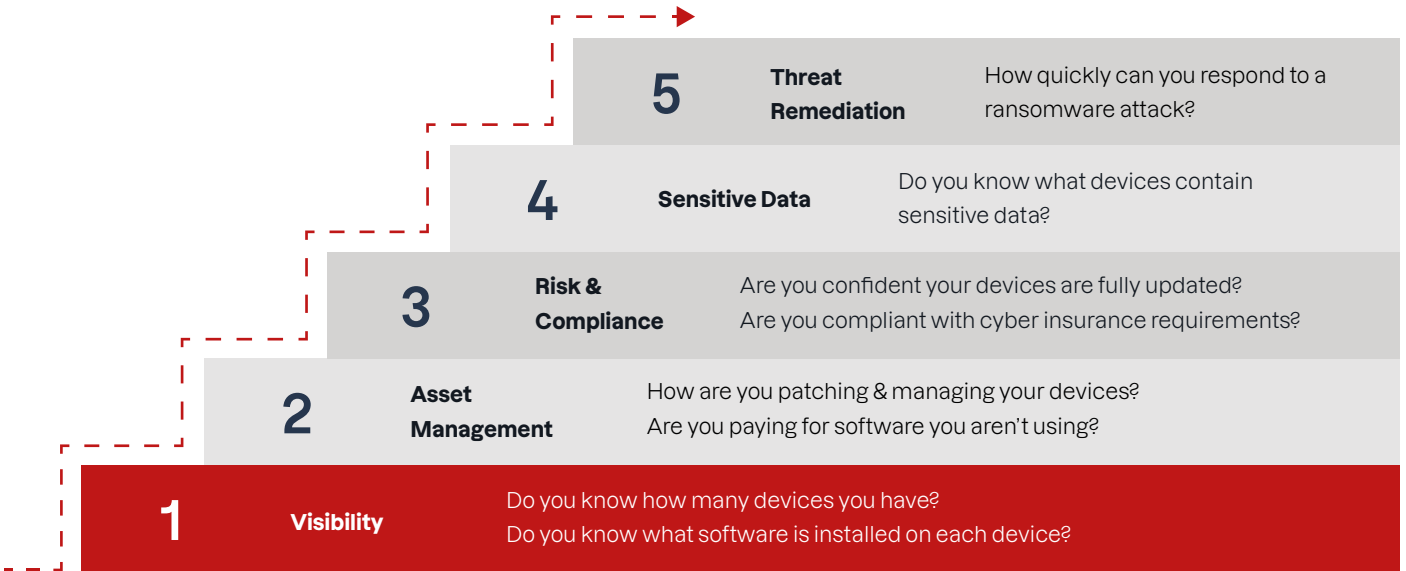 5
Threat
Remediation
How quickly can you respond to a
ransomware attack?
4
Sensitive Data
Do you know what devices contain
sensitive data?
3
Risk &
Compliance
Are you confident your devices are fully updated?
Are you compliant with cyber insurance requirements?
2
Asset
Management
How are you patching & managing your devices?
Are you paying for software you aren't using?
1
Visibility
Do you know how many devices you have?
Do you know what software is installed on each device?